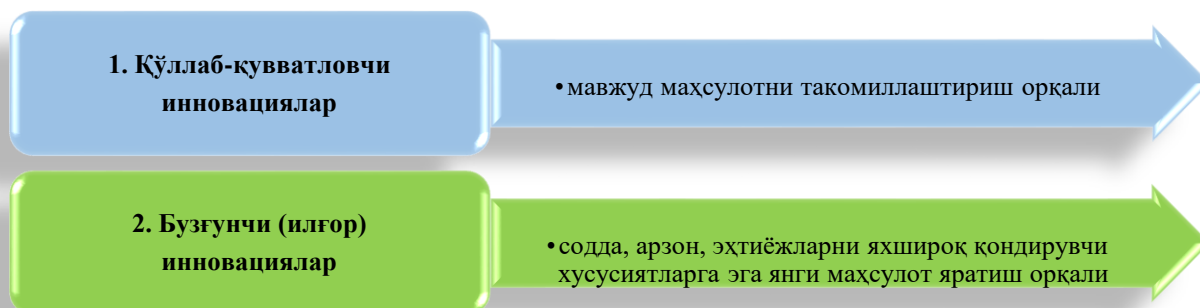 1. Қўллаб-қувватловчи
инновациялар
•мавжуд маҳсулотни такомиллаштириш орқали
2. Бузғунчи (илғор)
инновациялар
•содда, арзон, эҳтиёжларни яхшироқ қондирувчи
хусусиятларга эга янги маҳсулот яратиш орқали